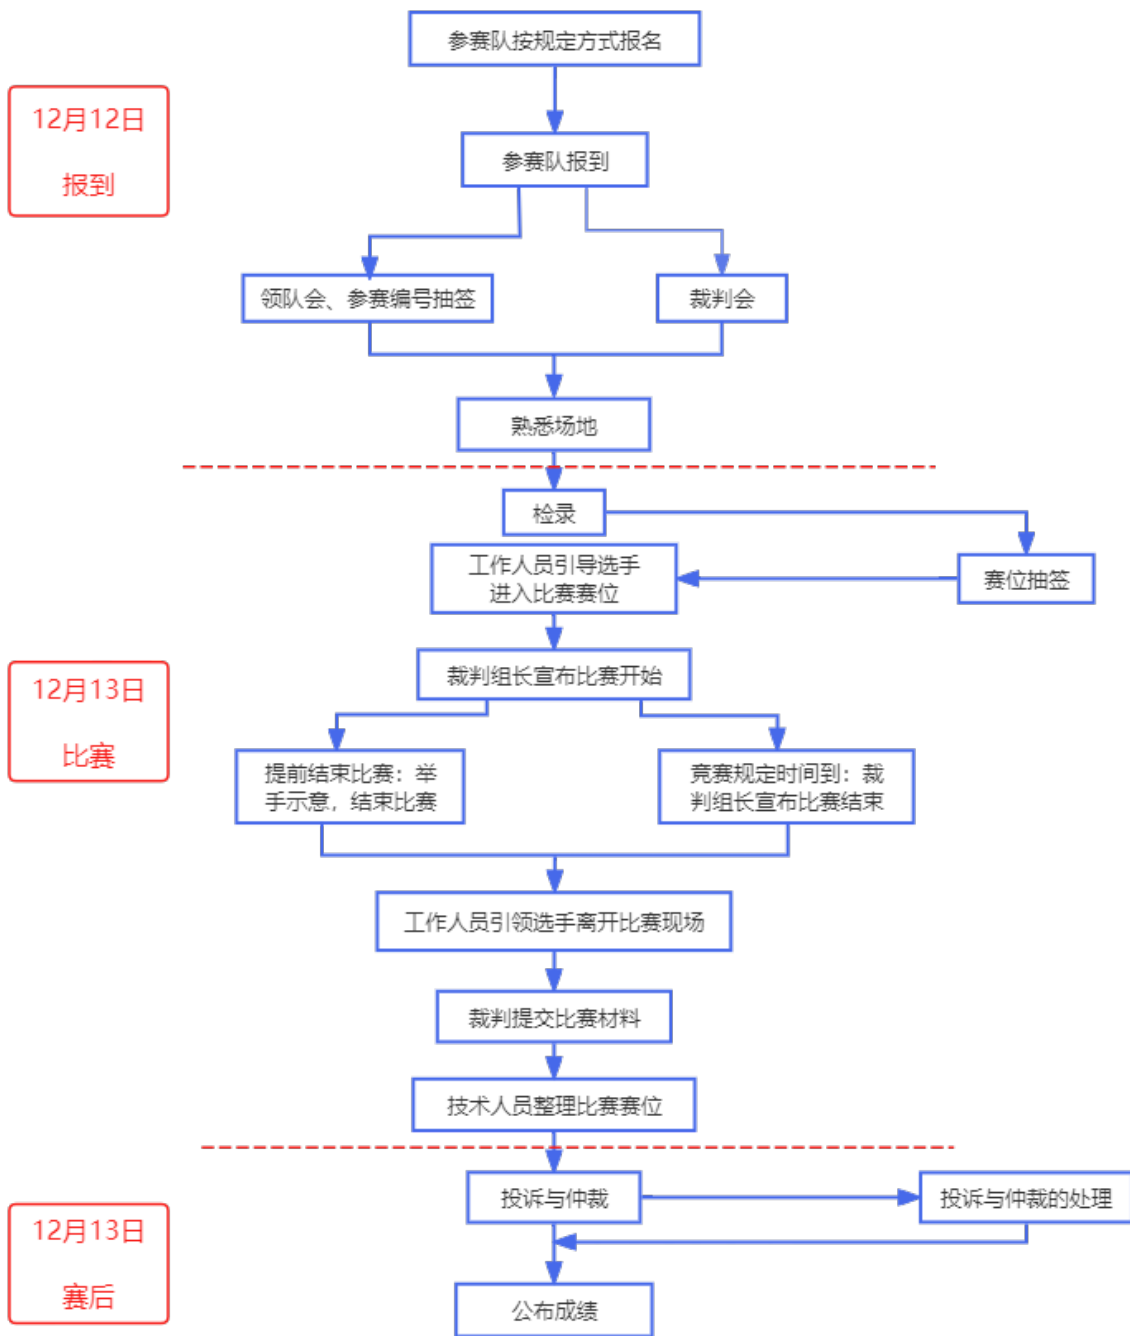 参赛队按规定方式报名
12月12日
报到
参赛队报到
领队会、参赛编号抽签
裁判会
熟悉场地
检录
工作人员引导选手
进入比赛赛位
赛位抽签
12月13日
比赛
裁判组长宣布比赛开始
提前结束比赛：举
手示意，结束比赛
竞赛规定时间到：裁
判组长宣布比赛结束
工作人员引领选手离开比赛现场
裁判提交比赛材料
技术人员整理比赛赛位
12月13日
赛后
投诉与仲裁
投诉与仲裁的处理
公布成绩